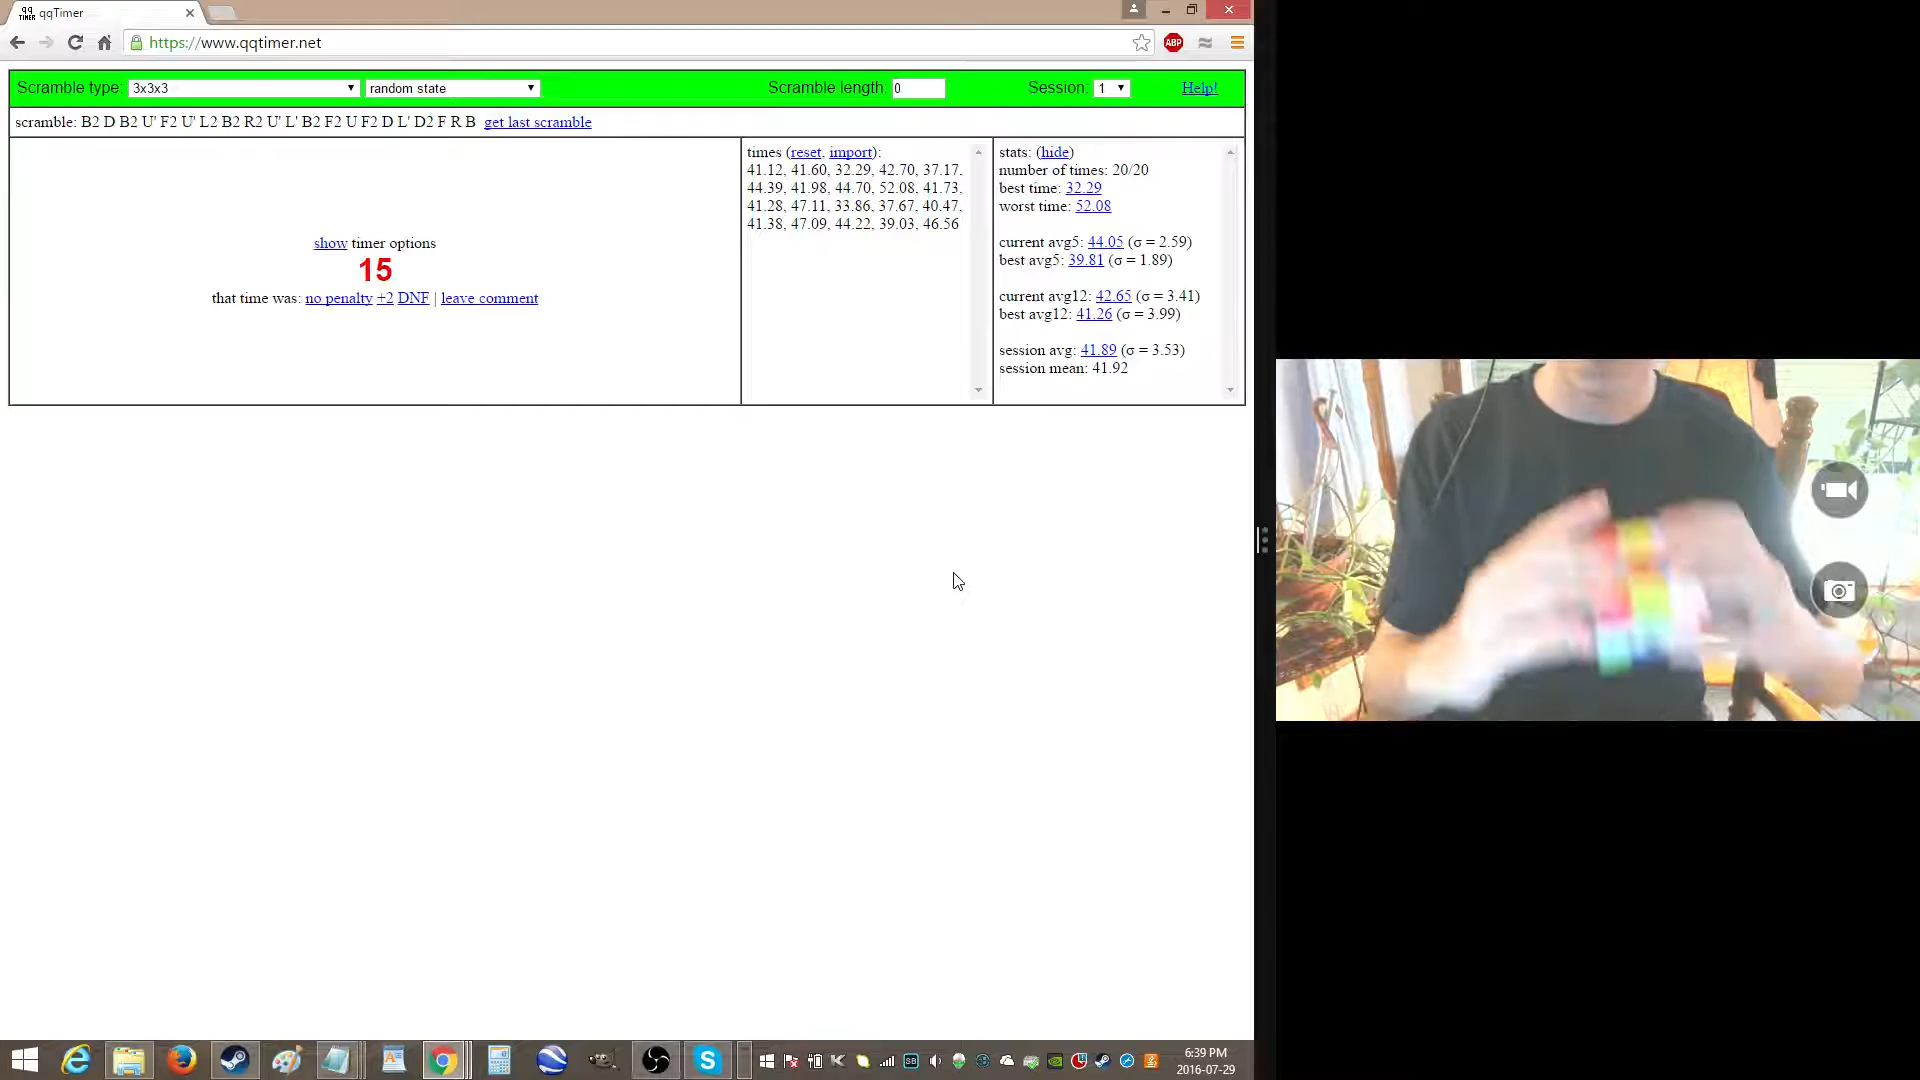 qq TIMER qqTimer
https://www.qqtimer.net
ABP
Scramble type: 3x3x3 random state Scramble length: 0 Session: 1 Help!
scramble: B2 D B2 U' F2 U' L2 B2 R2 U' L' B2 F2 U F2 D L' D2 F R B get last scramble
show timer options
15
that time was: no penalty +2 DNF | leave comment
times (reset, import):
41.12, 41.60, 32.29, 42.70, 37.17,
44.39, 41.98, 44.70, 52.08, 41.73,
41.28, 47.11, 33.86, 37.67, 40.47,
41.38, 47.09, 44.22, 39.03, 46.56
stats: (hide)
number of times: 20/20
best time: 32.29
worst time: 52.08
current avg5: 44.05 (σ = 2.59)
best avg5: 39.81 (σ = 1.89)
current avg12: 42.65 (σ = 3.41)
best avg12: 41.26 (σ = 3.99)
session avg: 41.89 (σ = 3.53)
session mean: 41.92
SB
6:39 PM
2016-07-29